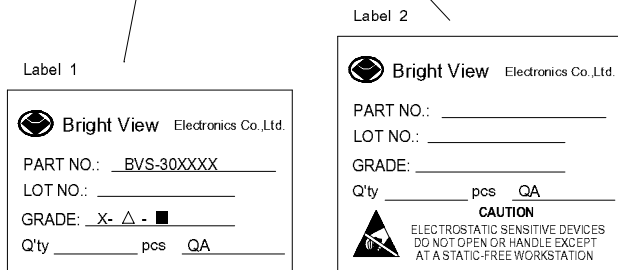 Label 1
Bright View Electronics Co.,Ltd.
PART NO.: BVS-30XXXX
LOT NO.:
GRADE: X- △ - ■
Q'ty pcs QA
Label 2
Bright View Electronics Co.,Ltd.
PART NO.:
LOT NO.:
GRADE:
Q'ty pcs QA
CAUTION
ELECTROSTATIC SENSITIVE DEVICES
DO NOT OPEN OR HANDLE EXCEPT
AT A STATIC-FREE WORKSTATION